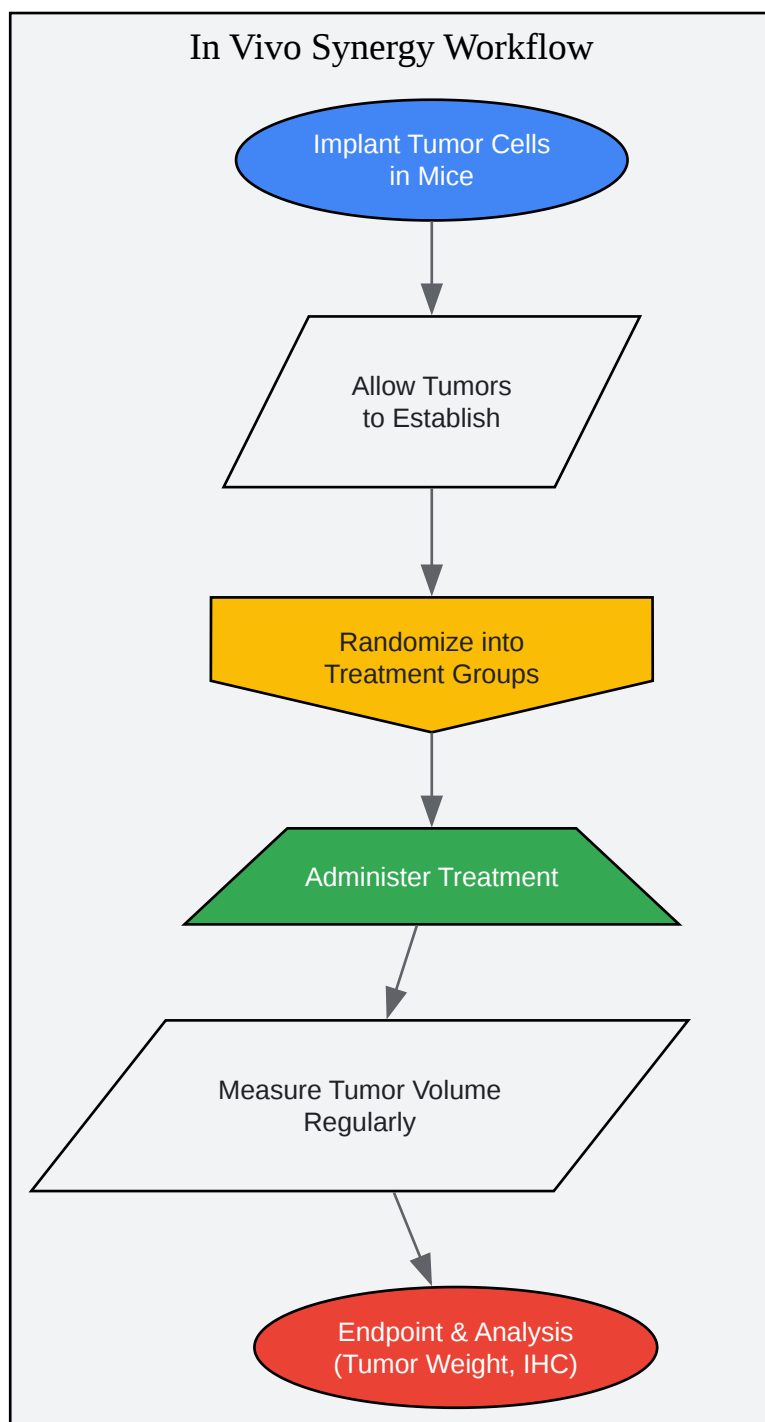 In Vivo Synergy Workflow
Implant Tumor Cells
in Mice
Allow Tumors
to Establish
Randomize into
Treatment Groups
Administer Treatment
Measure Tumor Volume
Regularly
Endpoint & Analysis
(Tumor Weight, IHC)